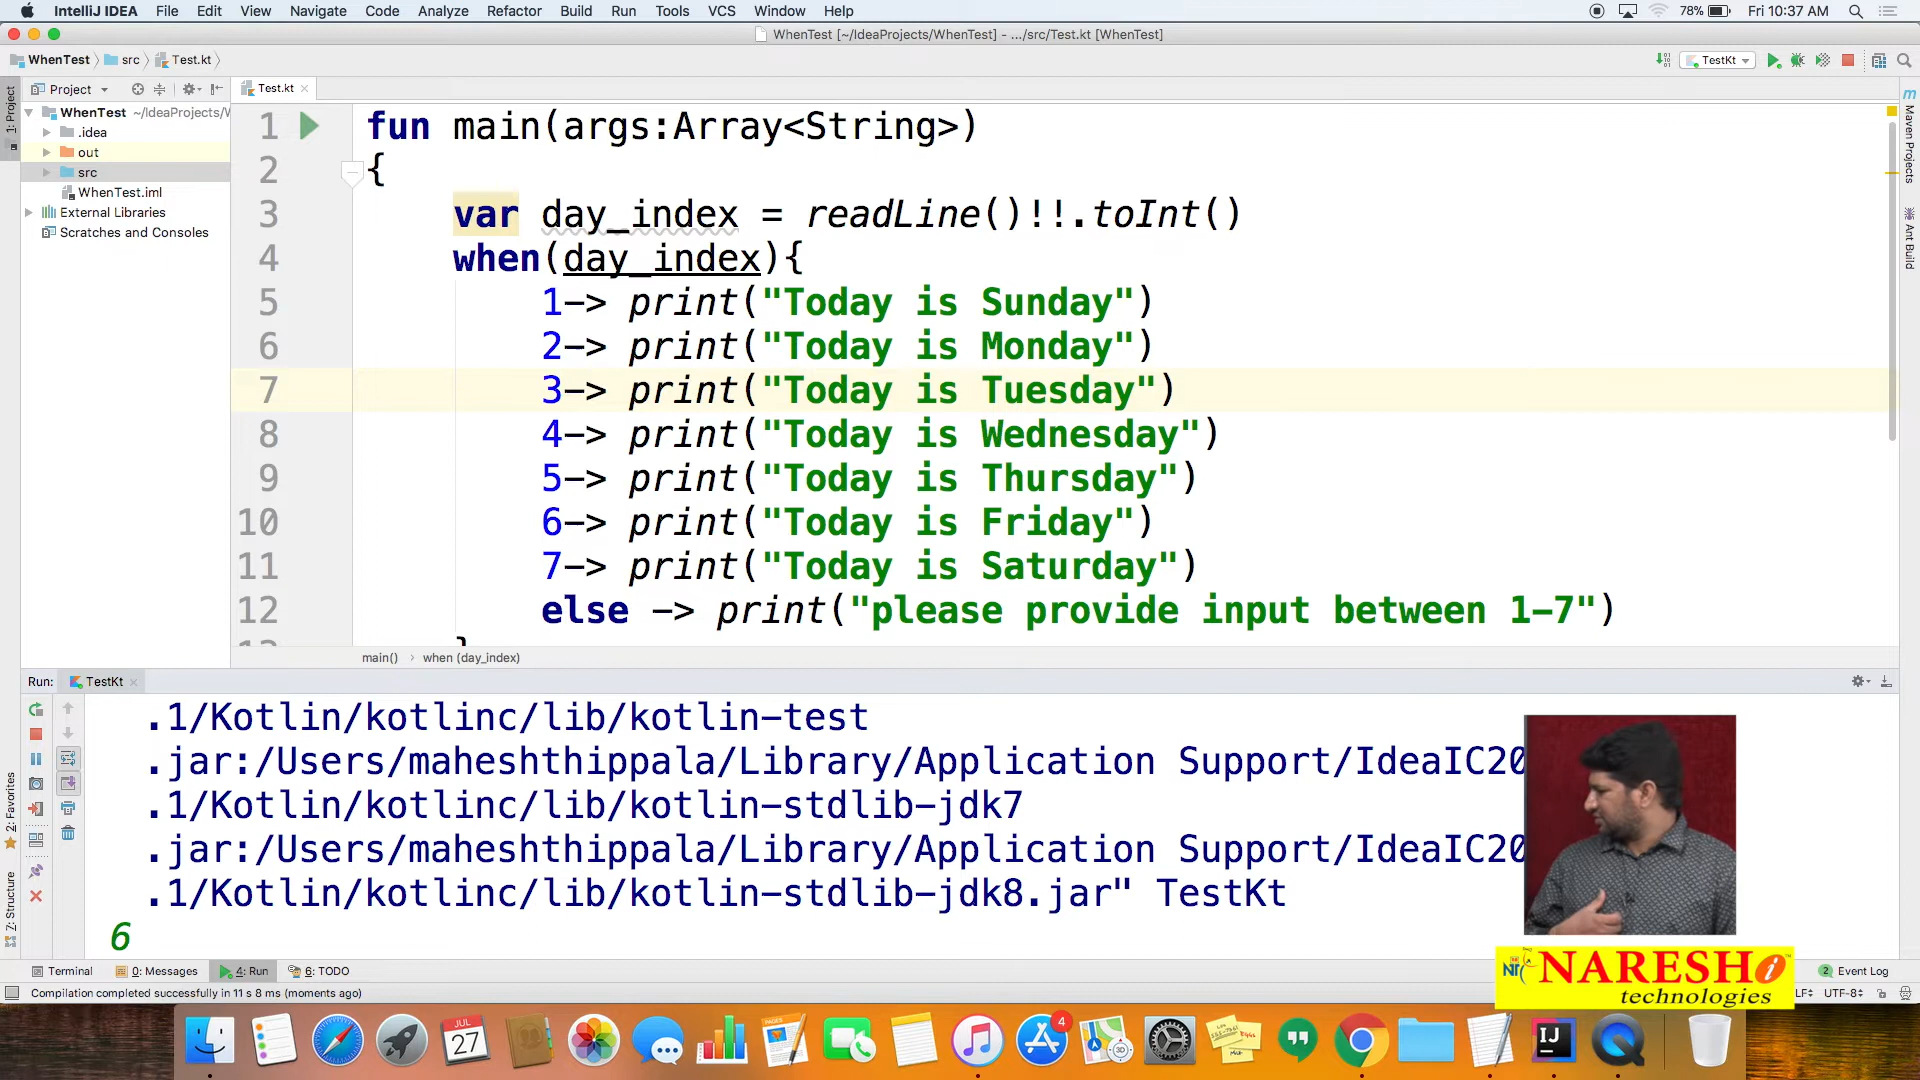 IntelliJ IDEA File Edit View Navigate Code Analyze Refactor Build Run Tools VCS Window Help 78% Fri 10:37 AM
WhenTest [~/IdeaProjects/WhenTest] - .../src/Test.kt [WhenTest]
WhenTest src Test.kt TestKt
1: Project
Project
Test.kt
WhenTest ~/IdeaProjects/W
.idea
out
src
WhenTest.iml
External Libraries
Scratches and Consoles
1 fun main(args:Array<String>)
2 {
3 var day_index = readLine()!!.toInt()
4 when(day_index){
5 1-> print("Today is Sunday")
6 2-> print("Today is Monday")
7 3-> print("Today is Tuesday")
8 4-> print("Today is Wednesday")
9 5-> print("Today is Thursday")
10 6-> print("Today is Friday")
11 7-> print("Today is Saturday")
12 else -> print("please provide input between 1-7")
main() › when (day_index)
Maven Projects
Ant Build
Run: TestKt
.1/Kotlin/kotlinc/lib/kotlin-test
.jar:/Users/maheshthippala/Library/Application Support/IdeaIC20
.1/Kotlin/kotlinc/lib/kotlin-stdlib-jdk7
.jar:/Users/maheshthippala/Library/Application Support/IdeaIC20
.1/Kotlin/kotlinc/lib/kotlin-stdlib-jdk8.jar" TestKt
6
2: Favorites
Z: Structure
Terminal 0: Messages 4: Run 6: TODO 2 Event Log
NARESH i
technologies
Compilation completed successfully in 11 s 8 ms (moments ago) UTF-8
JUL
27
PAGES
4
3D
IJ